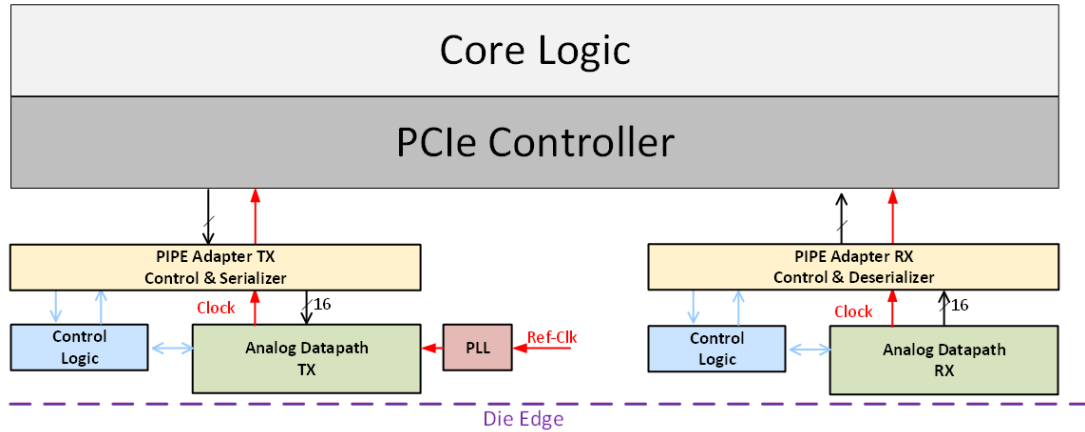 Core Logic
PCIe Controller
PIPE Adapter TX
Control & Serializer
PIPE Adapter RX
Control & Deserializer
Clock
16
Clock
16
Control
Logic
Analog Datapath
TX
PLL
Ref-Clk
Control
Logic
Analog Datapath
RX
Die Edge